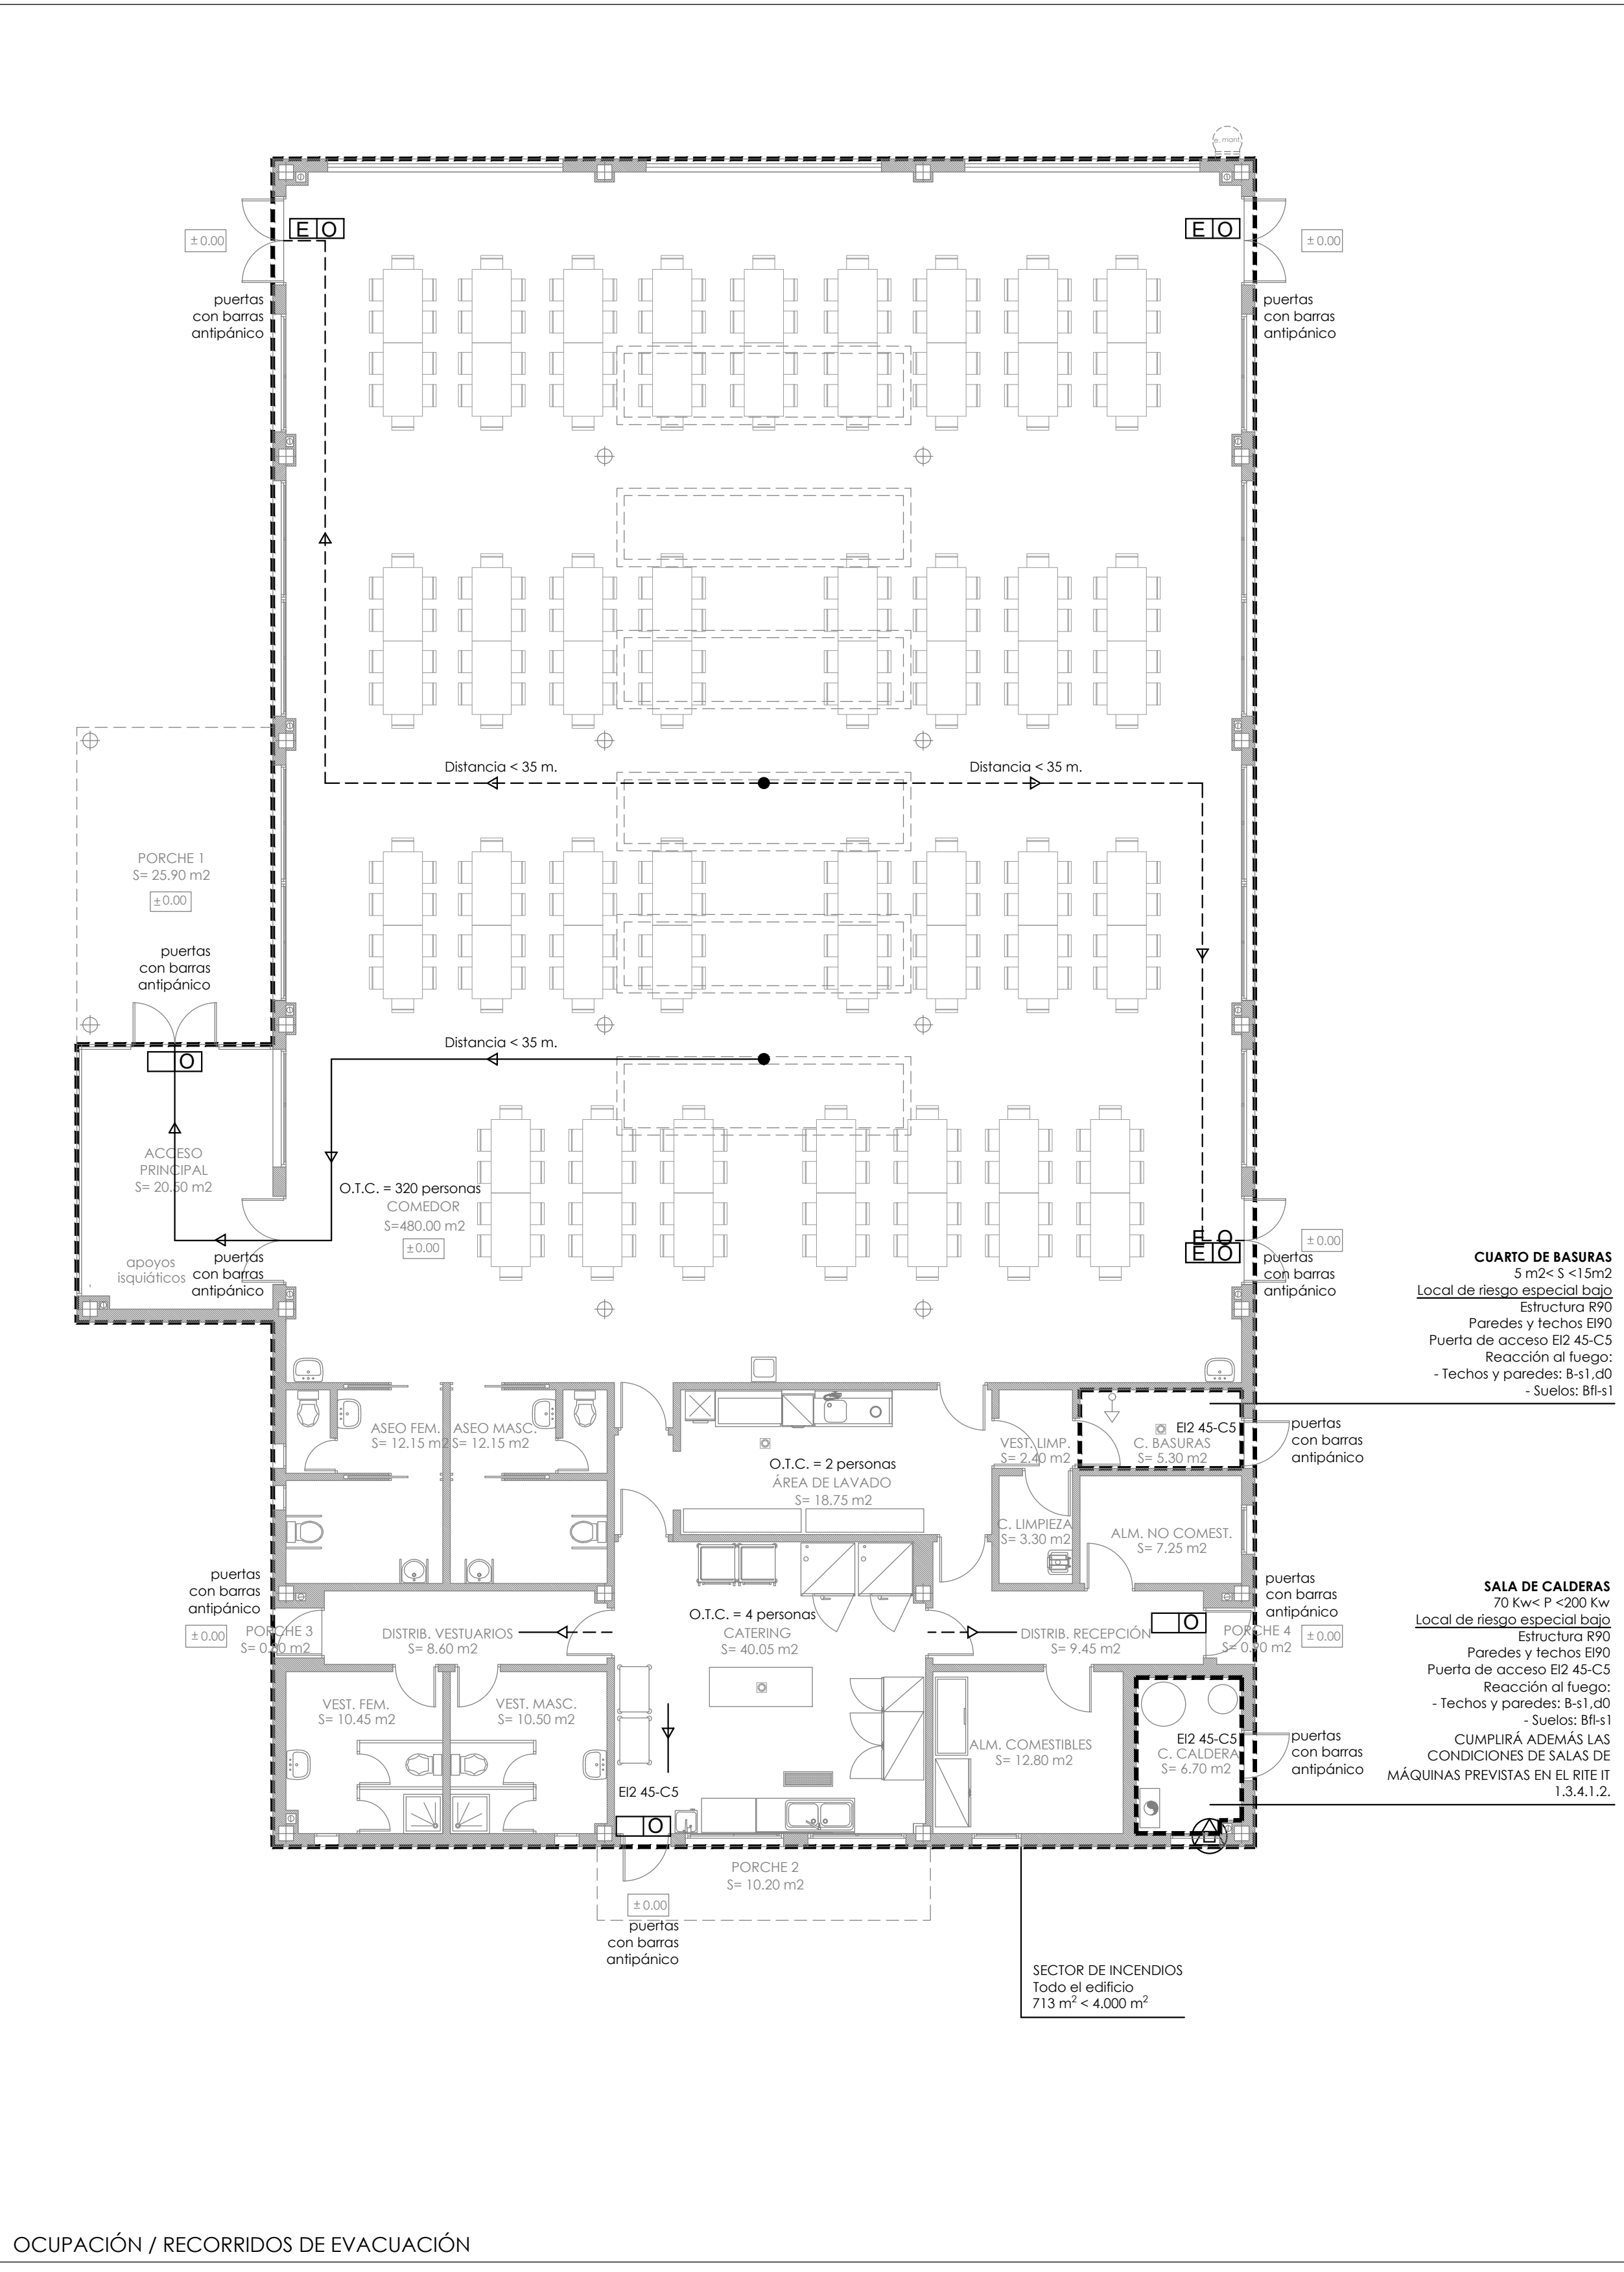 e. mant.
E O
E O
± 0.00
± 0.00
puertas
con barras
antipánico
puertas
con barras
antipánico
Distancia < 35 m.
Distancia < 35 m.
PORCHE 1
S= 25.90 m2
± 0.00
puertas
con barras
antipánico
Distancia < 35 m.
O
ACCESO
PRINCIPAL
S= 20.50 m2
O.T.C. = 320 personas
COMEDOR
S=480.00 m2
± 0.00
apoyos
isquiáticos
puertas
con barras
antipánico
E O
E O
± 0.00
puertas
con barras
antipánico
CUARTO DE BASURAS
5 m2< S <15m2
Local de riesgo especial bajo
Estructura R90
Paredes y techos EI90
Puerta de acceso EI2 45-C5
Reacción al fuego:
- Techos y paredes: B-s1,d0
- Suelos: Bfl-s1
ASEO FEM.
S= 12.15 m2
ASEO MASC.
S= 12.15 m2
O.T.C. = 2 personas
ÁREA DE LAVADO
S= 18.75 m2
VEST. LIMP.
S= 2.40 m2
EI2 45-C5
C. BASURAS
S= 5.30 m2
puertas
con barras
antipánico
C. LIMPIEZA
S= 3.30 m2
ALM. NO COMEST.
S= 7.25 m2
puertas
con barras
antipánico
± 0.00
PORCHE 3
S= 0.90 m2
DISTRIB. VESTUARIOS
S= 8.60 m2
O.T.C. = 4 personas
CATERING
S= 40.05 m2
DISTRIB. RECEPCIÓN
S= 9.45 m2
O
puertas
con barras
antipánico
PORCHE 4
S= 0.90 m2
± 0.00
SALA DE CALDERAS
70 Kw< P <200 Kw
Local de riesgo especial bajo
Estructura R90
Paredes y techos EI90
Puerta de acceso EI2 45-C5
Reacción al fuego:
- Techos y paredes: B-s1,d0
- Suelos: Bfl-s1
CUMPLIRÁ ADEMÁS LAS
CONDICIONES DE SALAS DE
MÁQUINAS PREVISTAS EN EL RITE IT
1.3.4.1.2.
VEST. FEM.
S= 10.45 m2
VEST. MASC.
S= 10.50 m2
ALM. COMESTIBLES
S= 12.80 m2
EI2 45-C5
C. CALDERA
S= 6.70 m2
puertas
con barras
antipánico
EI2 45-C5
O
PORCHE 2
S= 10.20 m2
± 0.00
puertas
con barras
antipánico
SECTOR DE INCENDIOS
Todo el edificio
713 m2 < 4.000 m2
OCUPACIÓN / RECORRIDOS DE EVACUACIÓN